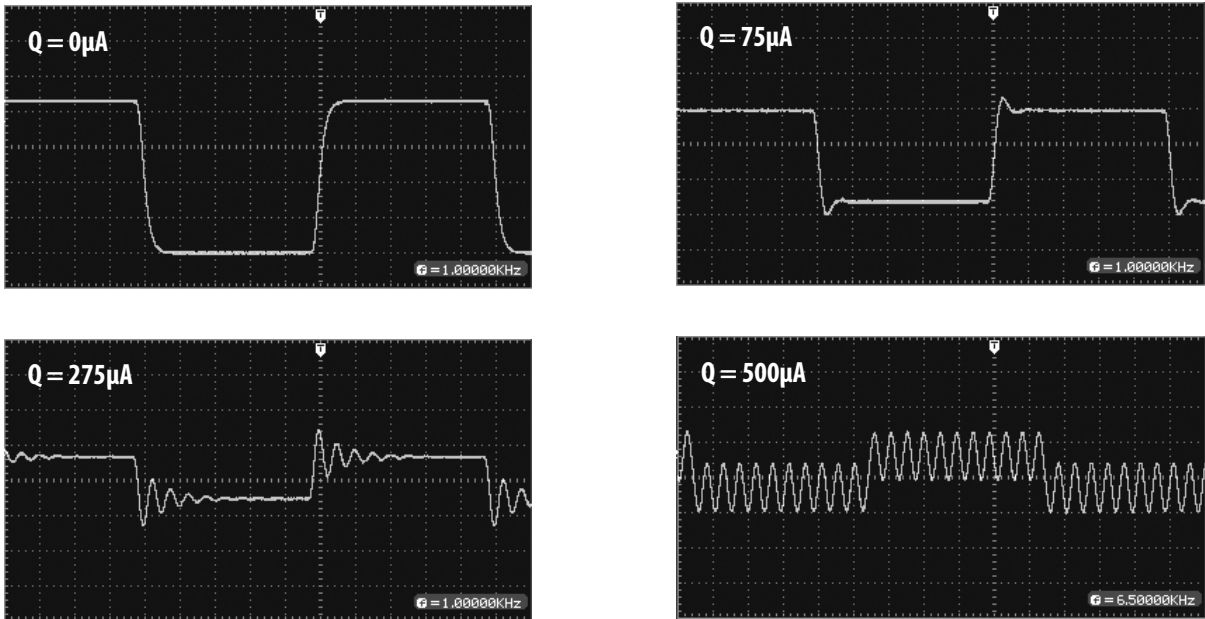 Q = 0µA
T
f = 1.00000KHz
Q = 75µA
T
f = 1.00000KHz
Q = 275µA
T
f = 1.00000KHz
Q = 500µA
T
f = 6.50000KHz